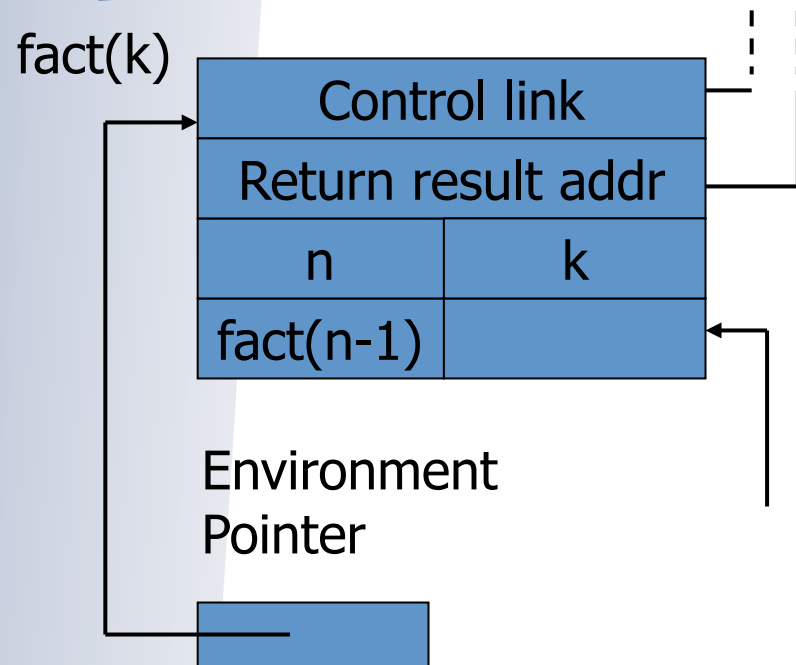 fact(k)
Control link
Return result addr
n k
fact(n-1)
Environment
Pointer